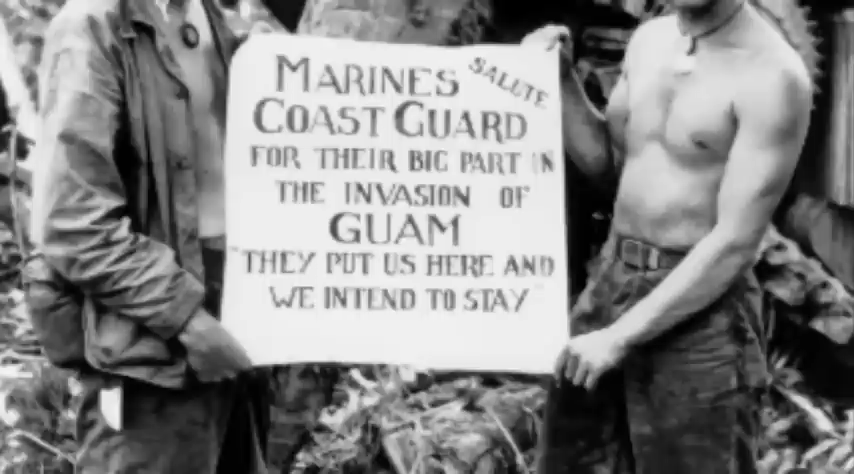 MARINES SALUTE
COAST GUARD
FOR THEIR BIG PART IN
THE INVASION OF
GUAM
"THEY PUT US HERE AND
WE INTEND TO STAY"